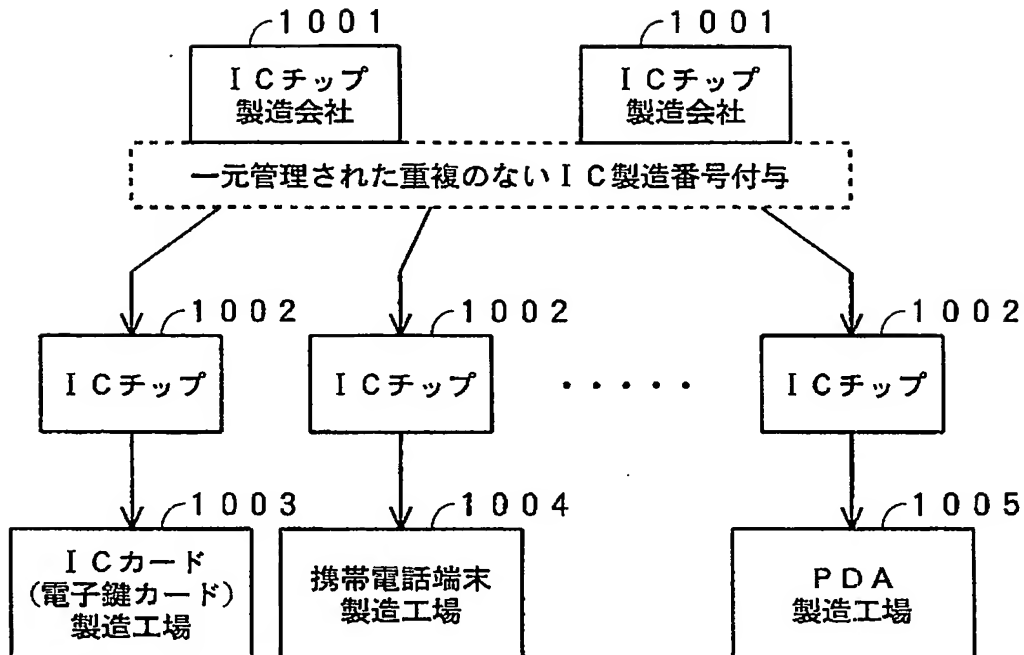 1001
1001
ICチップ
製造会社
ICチップ
製造会社
一元管理された重複のないIC製造番号付与
1002
1002
1002
ICチップ
ICチップ
・・・・・
ICチップ
1003
1004
1005
ICカード
(電子鍵カード)
製造工場
携帯電話端末
製造工場
PDA
製造工場